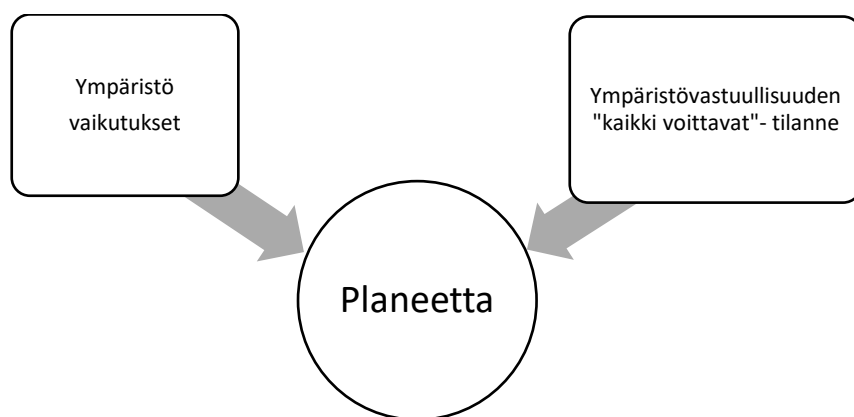 Ympäristö
vaikutukset
Ympäristövastuullisuuden
"kaikki voittavat"- tilanne
Planeetta